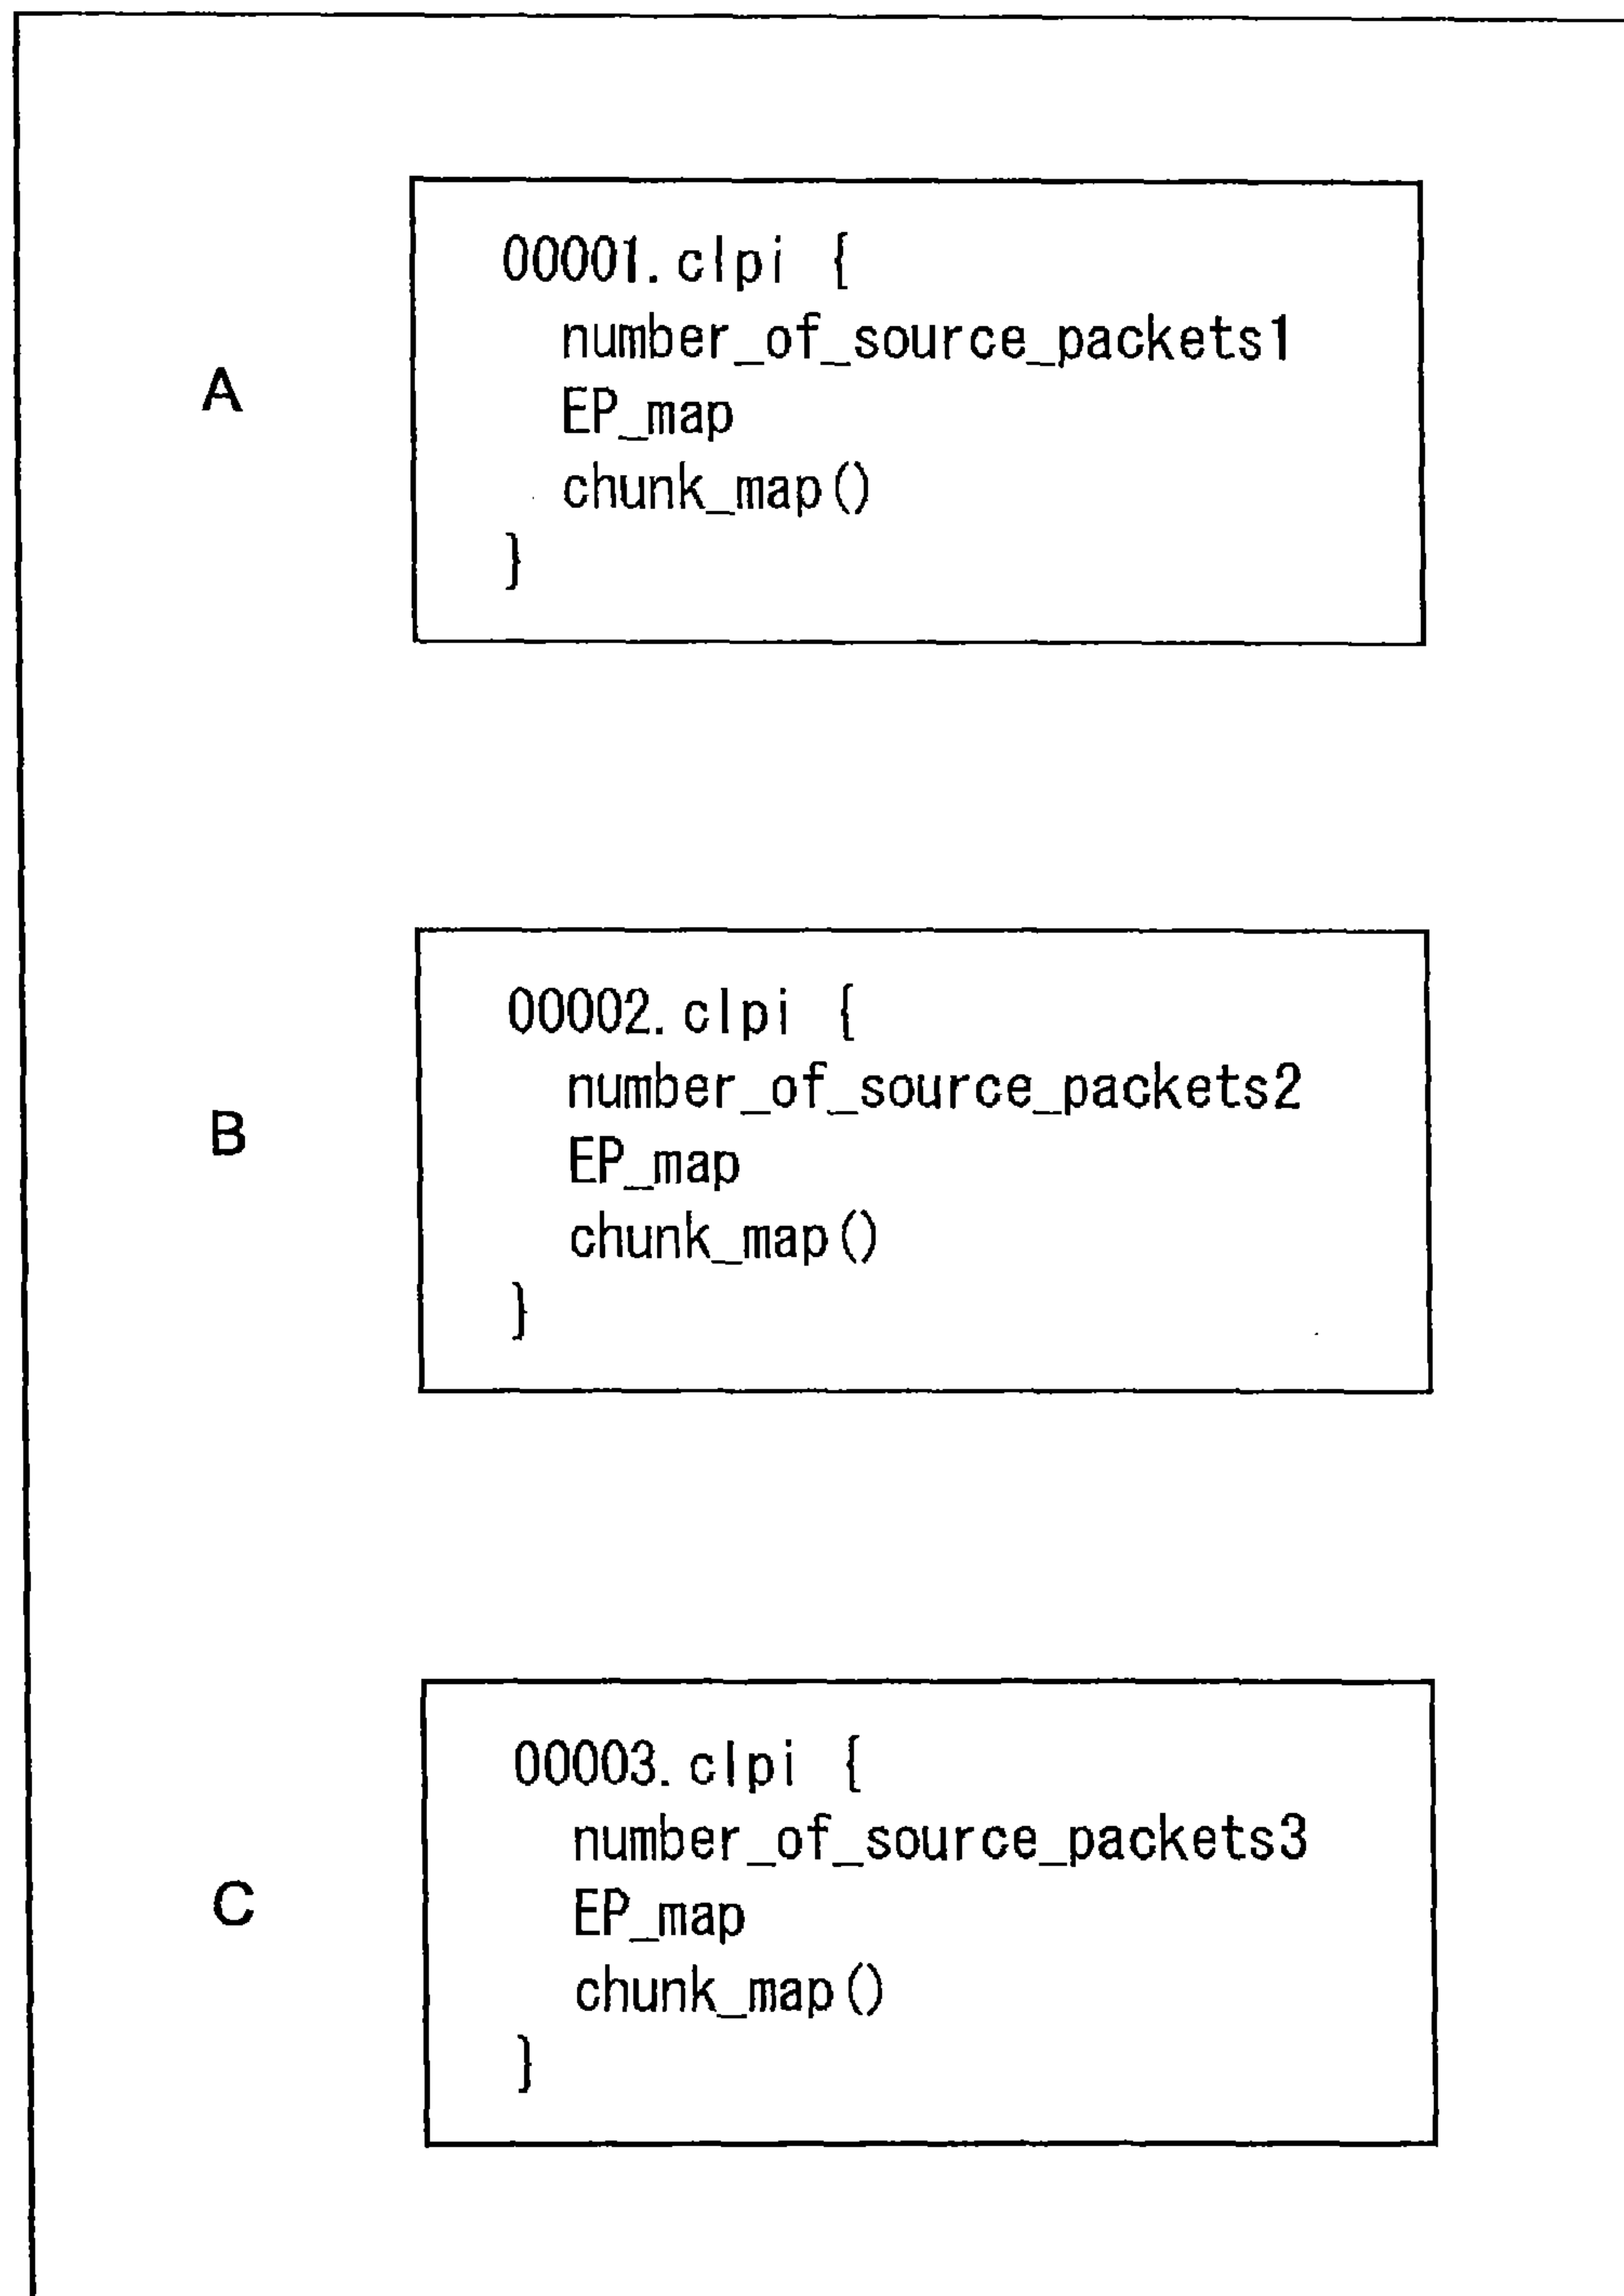 A
00001.clpi {
number_of_source_packets1
EP_map
chunk_map()
}
B
00002.clpi {
number_of_source_packets2
EP_map
chunk_map()
}
C
00003.clpi {
number_of_source_packets3
EP_map
chunk_map()
}